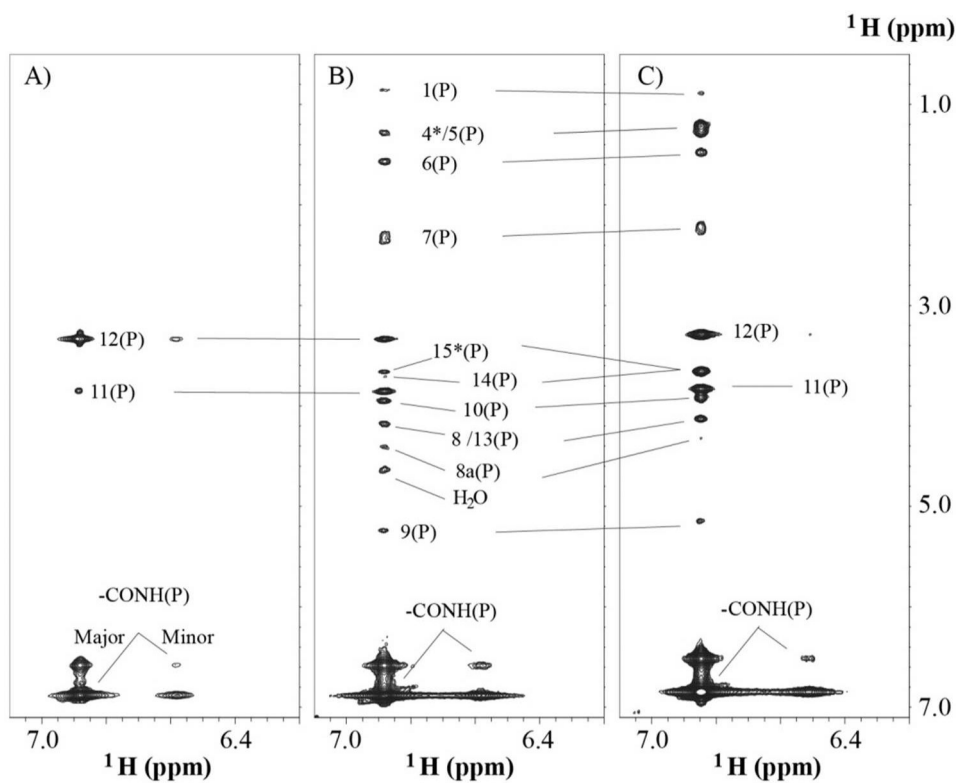 ¹H (ppm)
A)
B)
C)
1(P)
1.0
4*/5(P)
6(P)
7(P)
3.0
12(P)
12(P)
15*(P)
14(P)
11(P)
11(P)
10(P)
8 /13(P)
8a(P)
H₂O
5.0
9(P)
-CONH(P)
-CONH(P)
-CONH(P)
Major Minor
7.0
7.0 6.4
7.0 6.4
7.0 6.4
¹H (ppm)
¹H (ppm)
¹H (ppm)